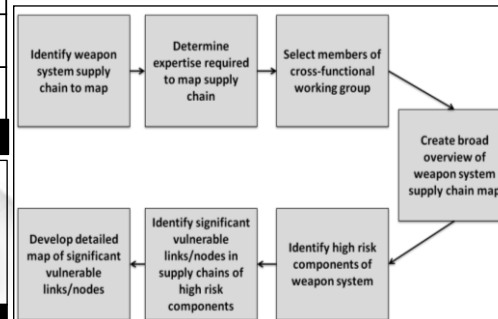 Identify weapon
system supply
chain to map
Determine
expertise required
to map supply
chain
Select members of
cross-functional
working group
Create broad
overview of
weapon system
supply chain map
Identify high risk
components of
weapon system
Identify significant
vulnerable
links/nodes in
supply chains of
high risk
components
Develop detailed
map of significant
vulnerable
links/nodes